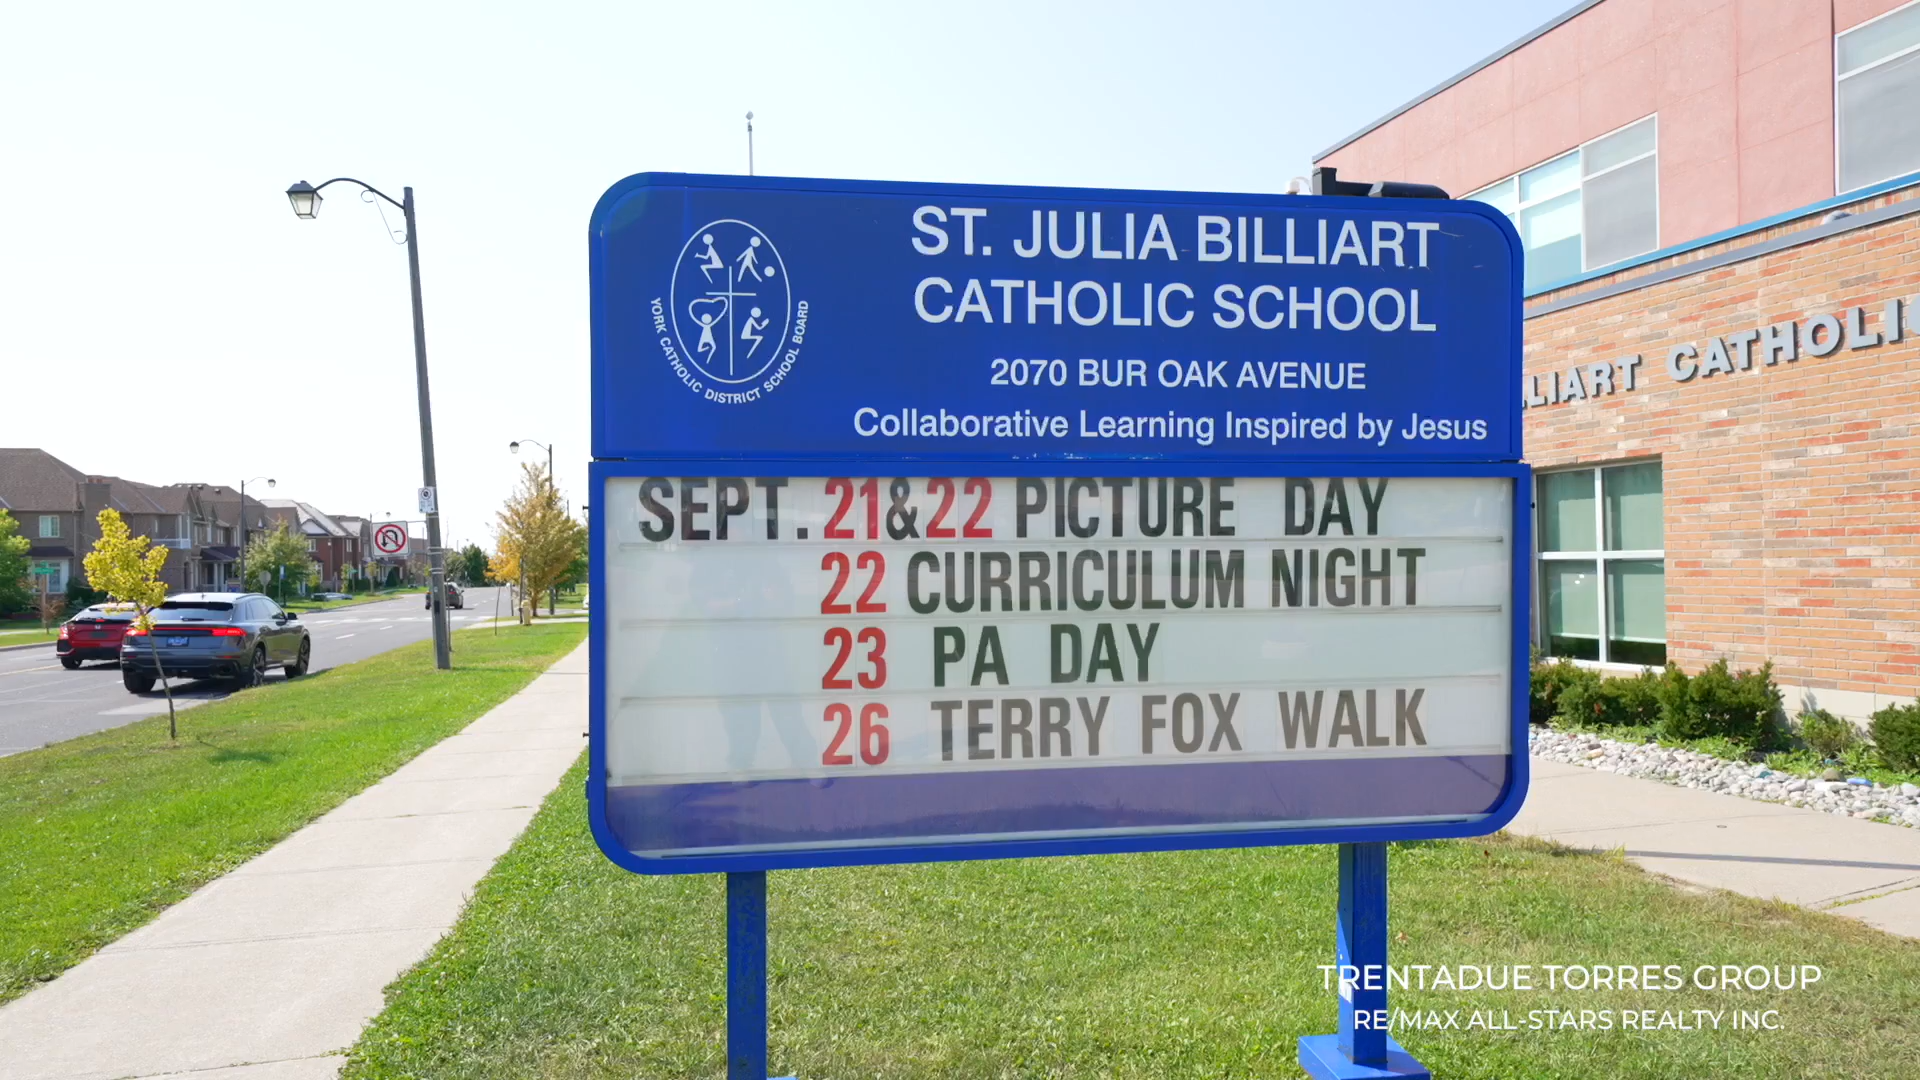 ST. JULIA BILLIART
CATHOLIC SCHOOL
2070 BUR OAK AVENUE
Collaborative Learning Inspired by Jesus
YORK CATHOLIC DISTRICT SCHOOL BOARD
SEPT. 21&22 PICTURE DAY
22 CURRICULUM NIGHT
23 PA DAY
26 TERRY FOX WALK
LLIART CATHOLIC
TRENTADUE TORRES GROUP
RE/MAX ALL-STARS REALTY INC.